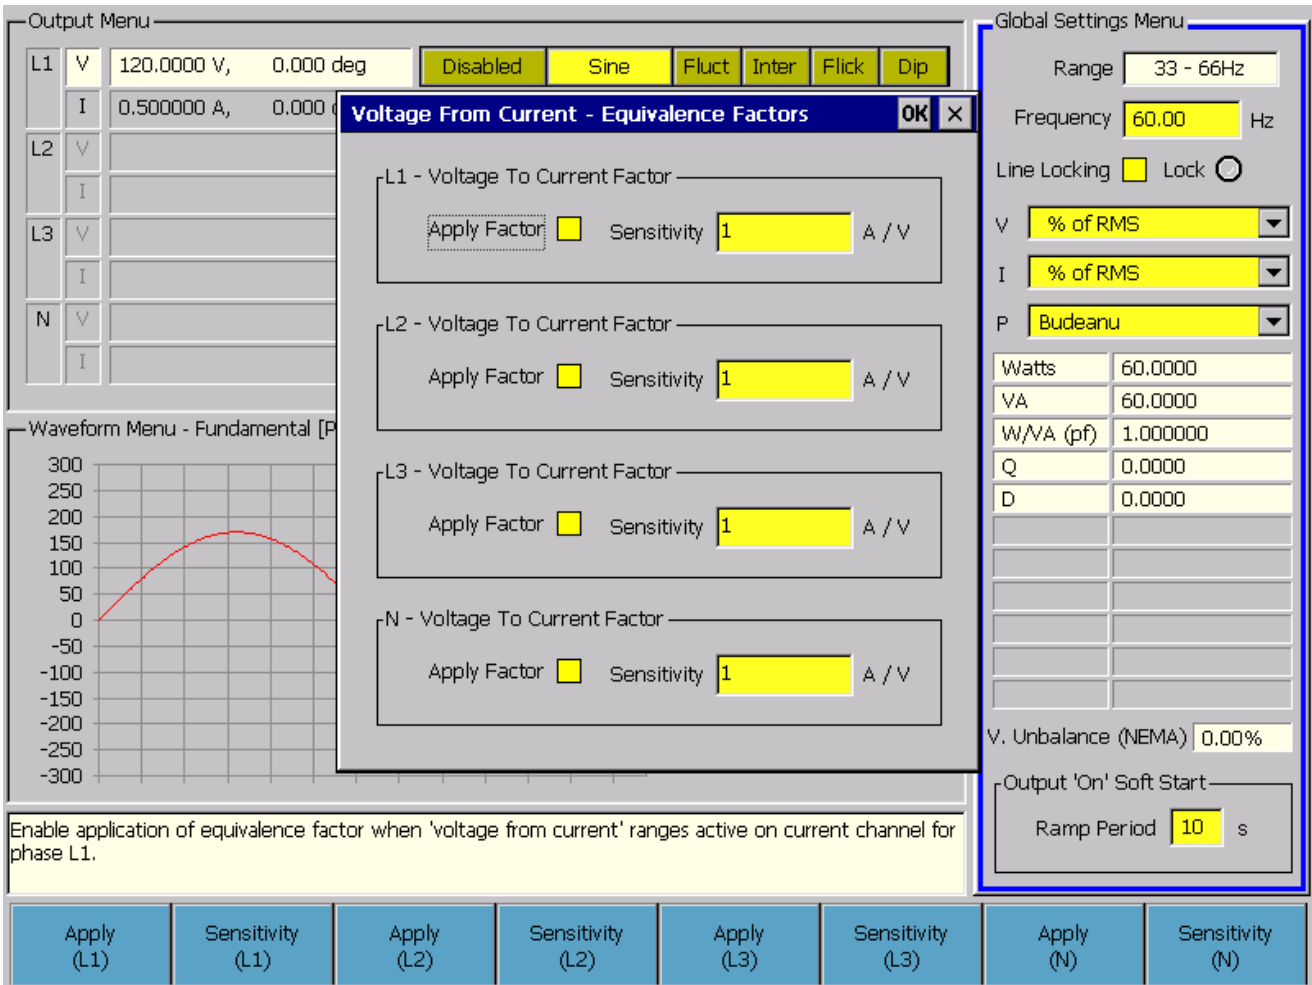 Output Menu
L1 V 120.0000 V, 0.000 deg Disabled Sine Fluct Inter Flick Dip
I 0.500000 A, 0.000
L2 V
I
L3 V
I
N V
I
Voltage From Current - Equivalence Factors OK ×
L1 - Voltage To Current Factor
Apply Factor Sensitivity 1 A / V
L2 - Voltage To Current Factor
Apply Factor Sensitivity 1 A / V
L3 - Voltage To Current Factor
Apply Factor Sensitivity 1 A / V
N - Voltage To Current Factor
Apply Factor Sensitivity 1 A / V
Waveform Menu - Fundamental [P
300
250
200
150
100
50
0
-50
-100
-150
-200
-250
-300
Global Settings Menu
Range 33 - 66Hz
Frequency 60.00 Hz
Line Locking Lock
V % of RMS
I % of RMS
P Budeanu
Watts 60.0000
VA 60.0000
W/VA (pf) 1.000000
Q 0.0000
D 0.0000
V. Unbalance (NEMA) 0.00%
Output 'On' Soft Start
Ramp Period 10 s
Enable application of equivalence factor when 'voltage from current' ranges active on current channel for
phase L1.
Apply (L1)
Sensitivity (L1)
Apply (L2)
Sensitivity (L2)
Apply (L3)
Sensitivity (L3)
Apply (N)
Sensitivity (N)